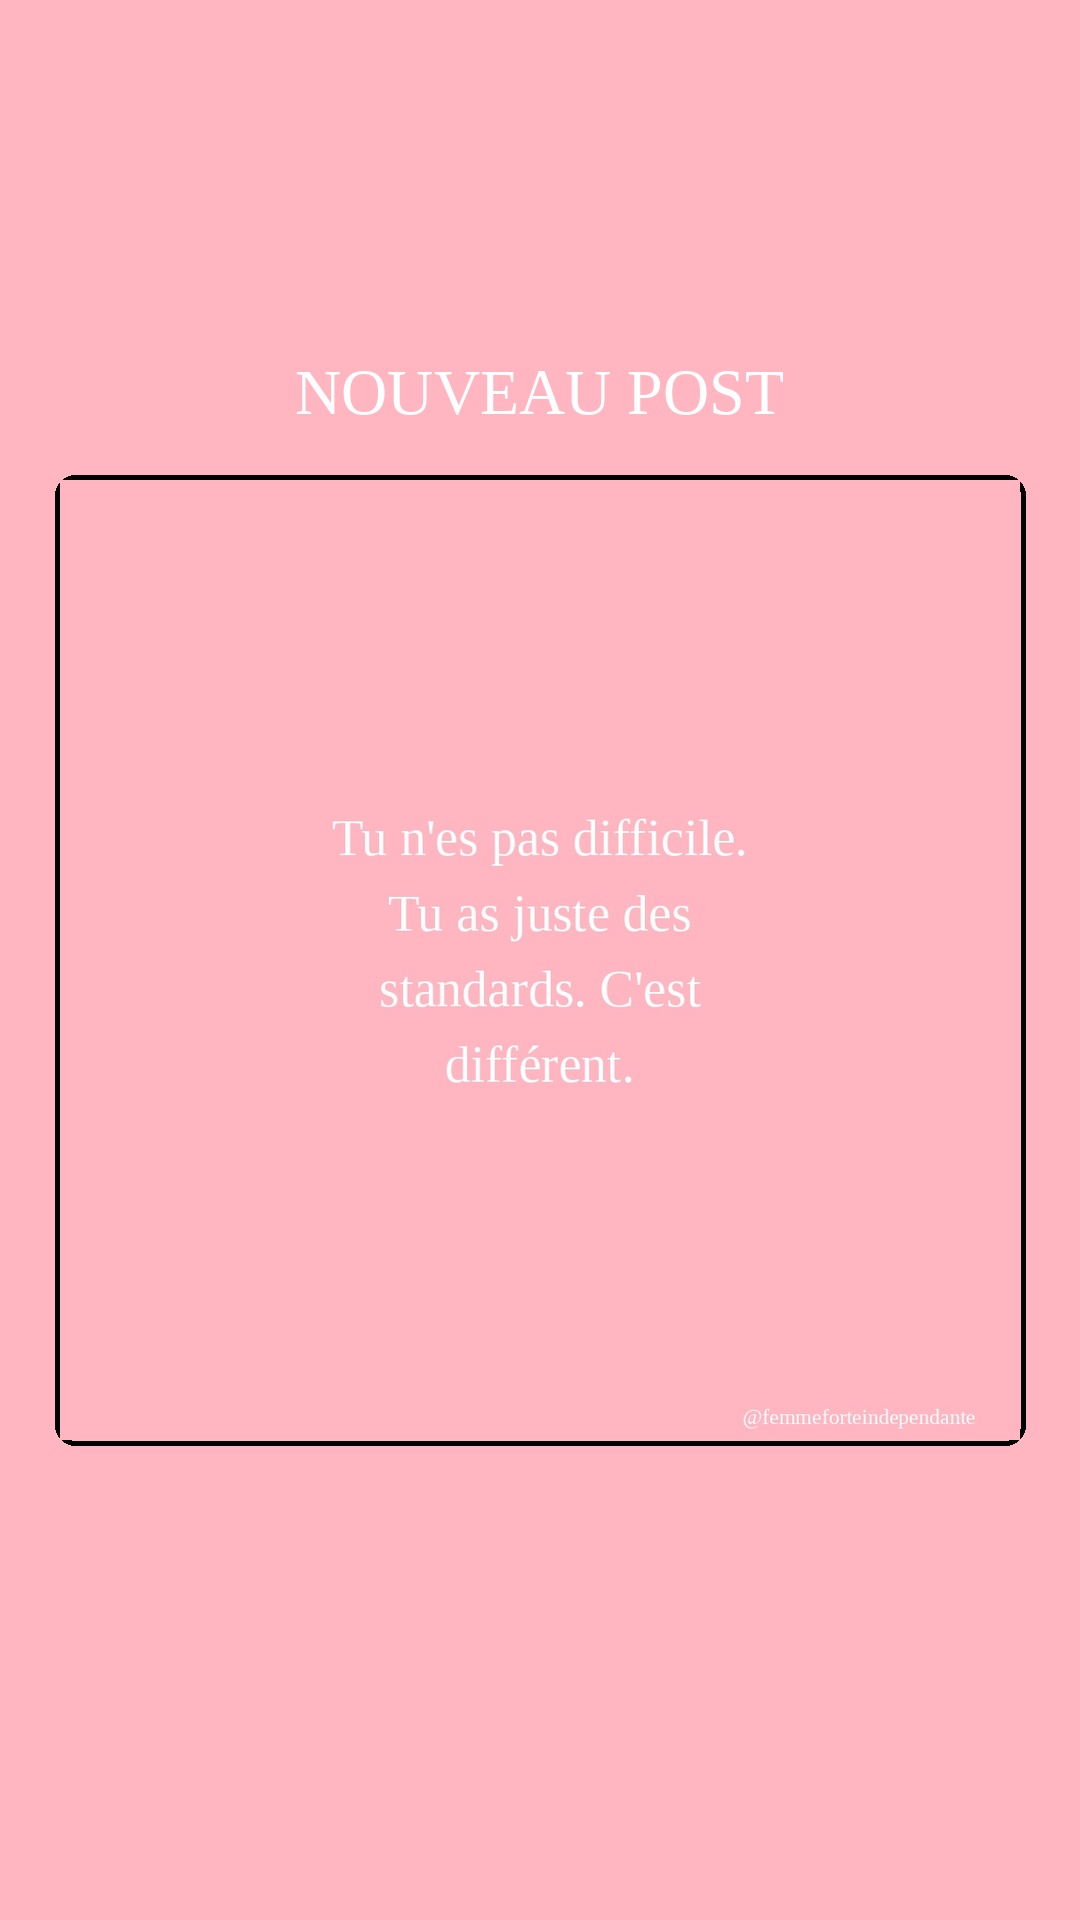 NOUVEAU POST
Tu n'es pas difficile.
Tu as juste des
standards. C'est
différent.
@femmeforteindependante